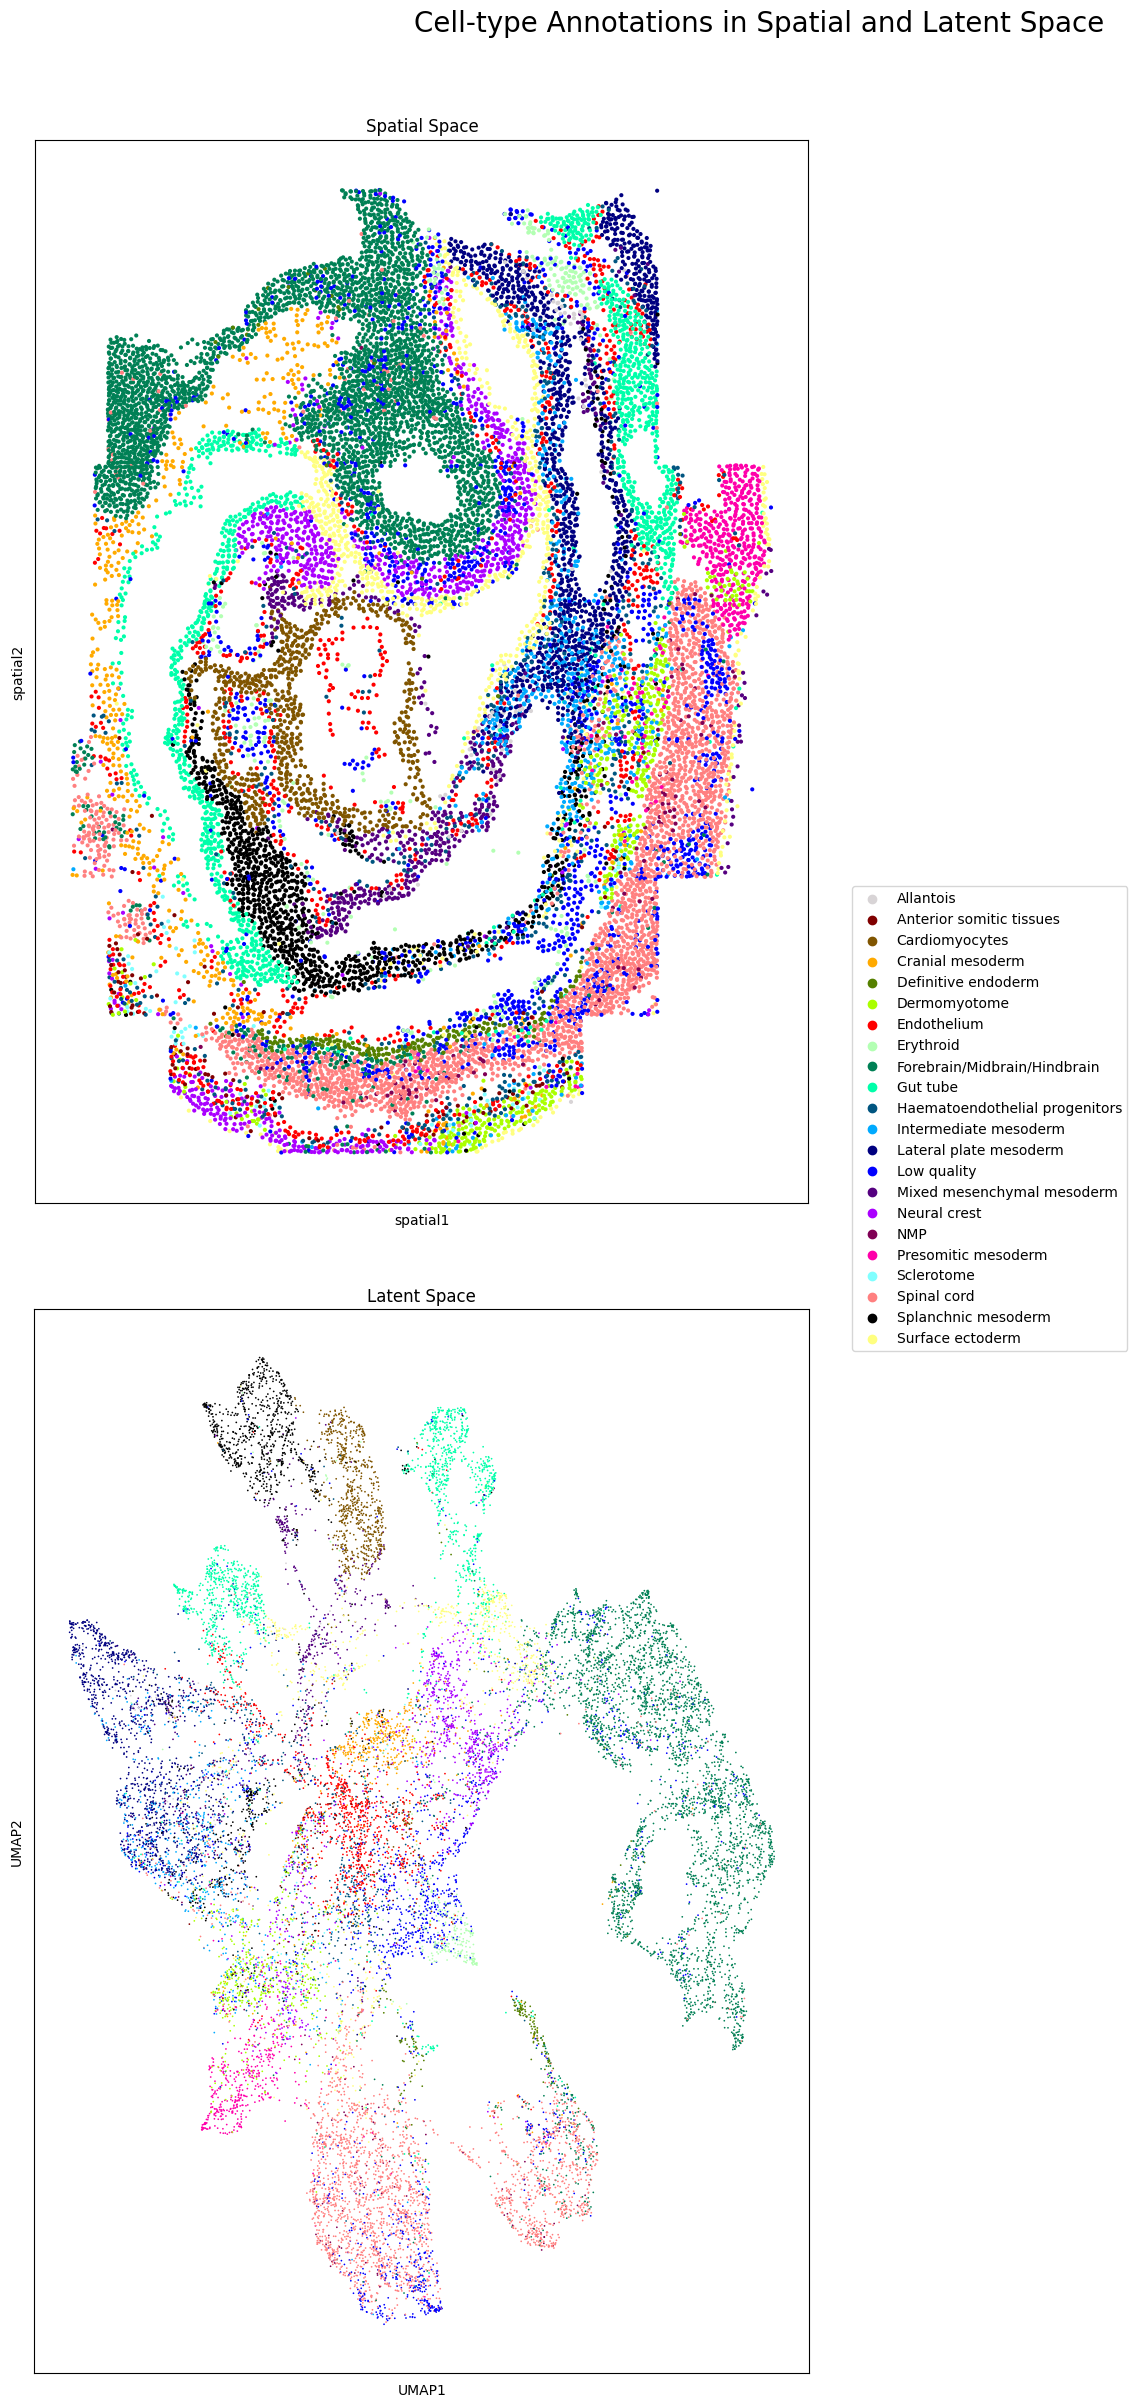 Cell-type Annotations in Spatial and Latent Space
Spatial Space
spatial2
spatial1
Allantois
Anterior somitic tissues
Cardiomyocytes
Cranial mesoderm
Definitive endoderm
Dermomyotome
Endothelium
Erythroid
Forebrain/Midbrain/Hindbrain
Gut tube
Haematoendothelial progenitors
Intermediate mesoderm
Lateral plate mesoderm
Low quality
Mixed mesenchymal mesoderm
Neural crest
NMP
Presomitic mesoderm
Sclerotome
Spinal cord
Splanchnic mesoderm
Surface ectoderm
Latent Space
UMAP2
UMAP1